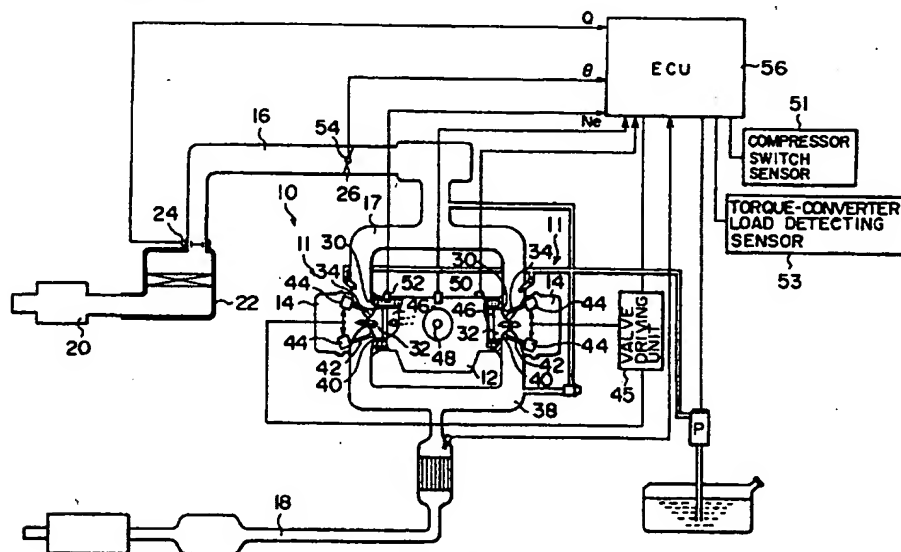 Q
ECU
56
θ
Ne
51
COMPRESSOR
SWITCH
SENSOR
16
54
26
TORQUE-CONVERTER
LOAD DETECTING
SENSOR
53
10
17
24
30
11
34
44
14
52
30
50
34
11
14
44
46
46
22
20
44
42
40
32
48
12
32
44
42
40
VALVE
DRIVING
UNIT
45
38
P
18